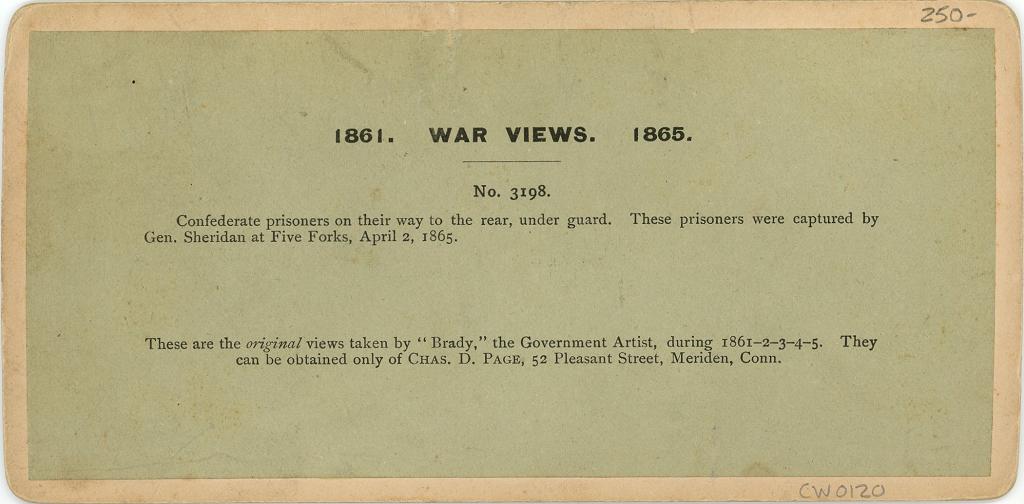 250-
1861. WAR VIEWS. 1865.
No. 3198.
Confederate prisoners on their way to the rear, under guard. These prisoners were captured by
Gen. Sheridan at Five Forks, April 2, 1865.
These are the original views taken by " Brady," the Government Artist, during 1861–2–3–4–5. They
can be obtained only of CHAS. D. PAGE, 52 Pleasant Street, Meriden, Conn.
CW0120